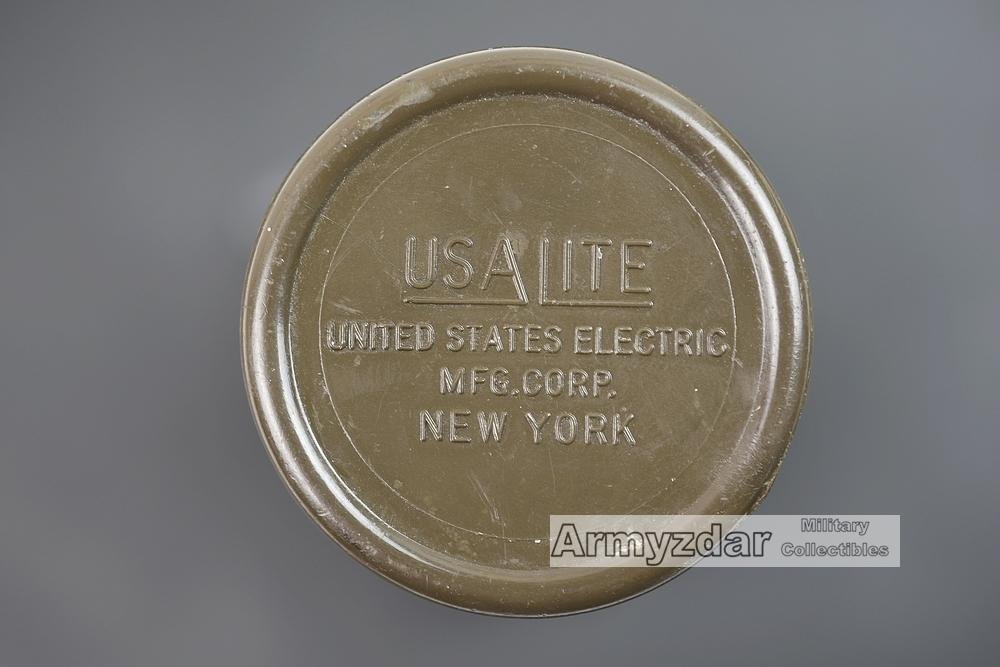 USALITE
UNITED STATES ELECTRIC
MFG.CORP.
NEW YORK
Armyzdar Military Collectibles